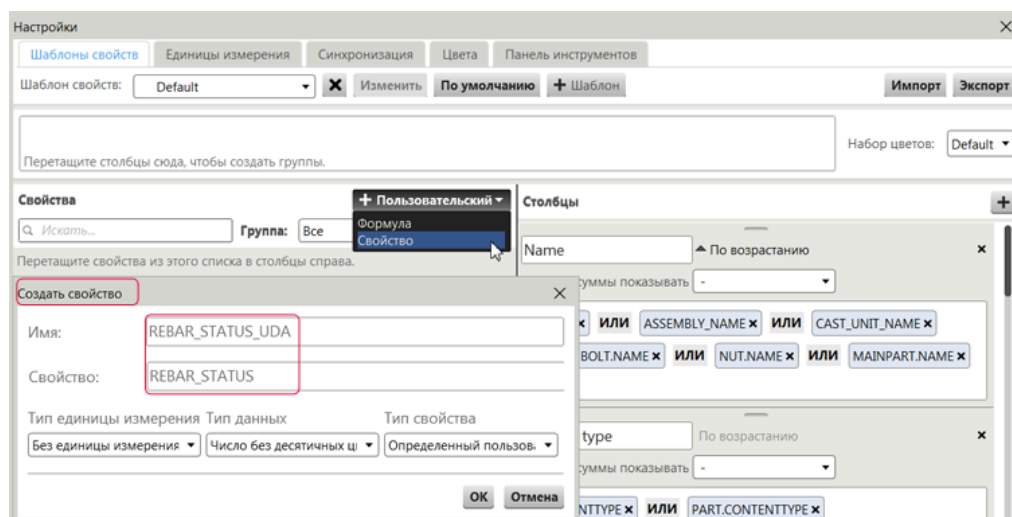 Настройки
Шаблоны свойств Единицы измерения Синхронизация Цвета Панель инструментов
Шаблон свойств: Default Изменить По умолчанию + Шаблон Импорт Экспорт
Перетащите столбцы сюда, чтобы создать группы.
Набор цветов: Default
Свойства + Пользовательский Столбцы
Искать... Группа: Все
Формула
Свойство
Перетащите свойства из этого списка в столбцы справа.
Name По возрастанию
суммы показывать -
ИЛИ ASSEMBLY_NAME ИЛИ CAST_UNIT_NAME
BOLT.NAME ИЛИ NUT.NAME ИЛИ MAINPART.NAME
type По возрастанию
суммы показывать -
NTTYPE ИЛИ PART.CONTENTTYPE
Создать свойство
Имя: REBAR_STATUS_UDA
Свойство: REBAR_STATUS
Тип единицы измерения Тип данных Тип свойства
Без единицы измерения Число без десятичных ц Определенный пользов.
OK Отмена